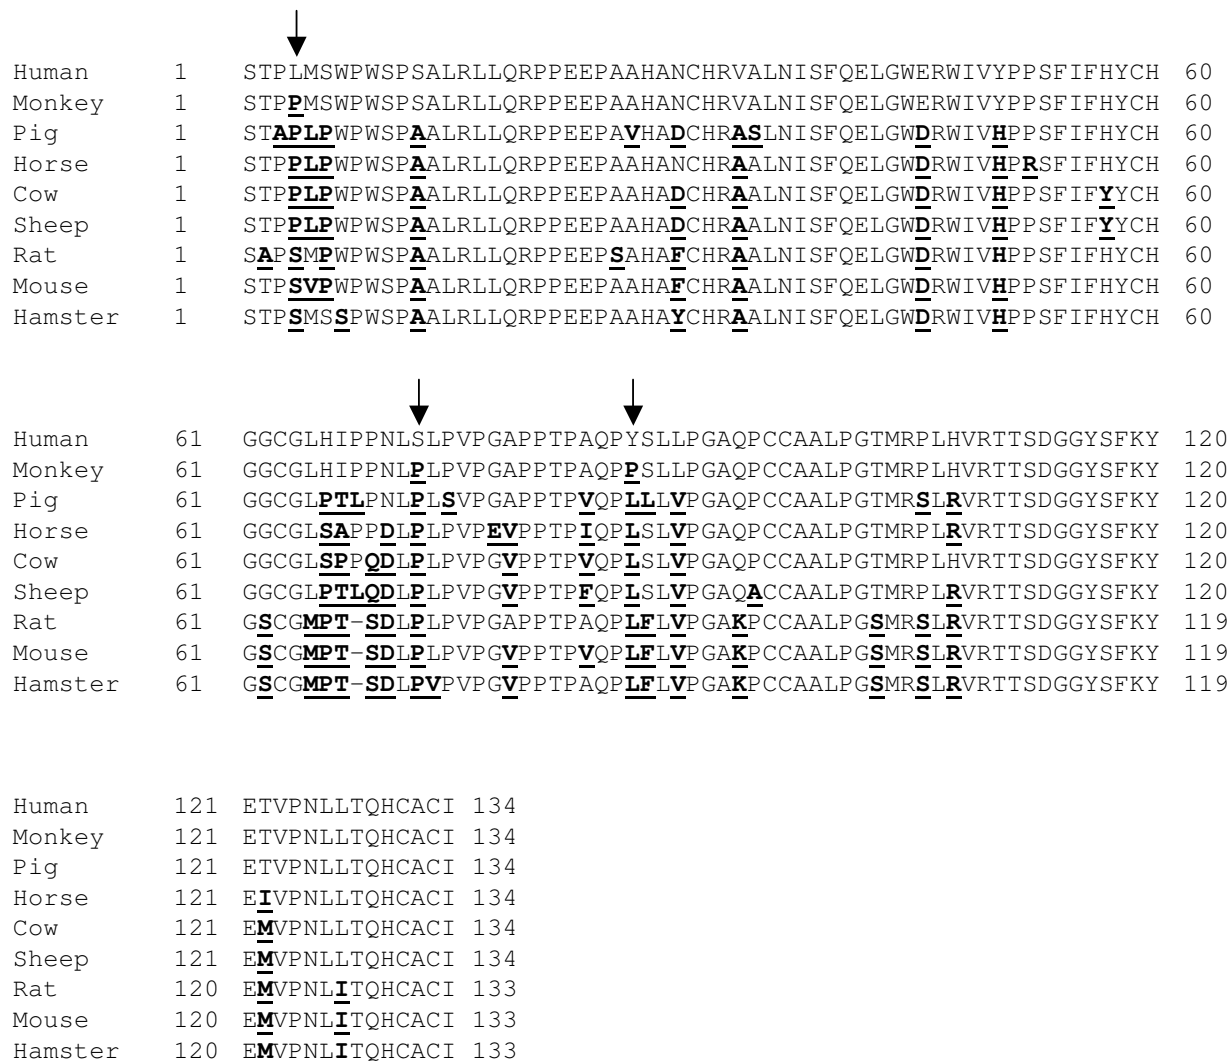 Human 1 STPLMSWPWSPSALRLLQRPPEEPAAHANCHRVALNISFQELGWERWIVYPPSFIFHYCH 60
Monkey 1 STPPMSWPWSPSALRLLQRPPEEPAAHANCHRVALNISFQELGWERWIVYPPSFIFHYCH 60
Pig 1 STAPLPWPWSPAALRLLQRPPEEPAVHADCHRASLNISFQELGWDRWIVHPPSFIFHYCH 60
Horse 1 STPPLPWPWSPAALRLLQRPPEEPAAHANCHRAALNISFQELGWDRWIVHPRSFIFHYCH 60
Cow 1 STPPLPWPWSPAALRLLQRPPEEPAAHADCHRAALNISFQELGWDRWIVHPPSFIFYYCH 60
Sheep 1 STPPLPWPWSPAALRLLQRPPEEPAAHADCHRAALNISFQELGWDRWIVHPPSFIFYYCH 60
Rat 1 SAPSMPWPWSPAALRLLQRPPEEPSAHAFCHRAALNISFQELGWDRWIVHPPSFIFHYCH 60
Mouse 1 STPSVPWPWSPAALRLLQRPPEEPAAHAFCHRAALNISFQELGWDRWIVHPPSFIFHYCH 60
Hamster 1 STPSMSSPWSPAALRLLQRPPEEPAAHAYCHRAALNISFQELGWDRWIVHPPSFIFHYCH 60
Human 61 GGCGLHIPPNLSLPVPGAPPTPAQPYSLLPGAQPCCAALPGTMRPLHVRTTSDGGYSFKY 120
Monkey 61 GGCGLHIPPNLPLPVPGAPPTPAQPPSLLPGAQPCCAALPGTMRPLHVRTTSDGGYSFKY 120
Pig 61 GGCGLPTLPNLPLSVPGAPPTPVQPLLLVPGAQPCCAALPGTMRSLRVRTTSDGGYSFKY 120
Horse 61 GGCGLSAPPDLPLPVPEVPPTPIQPLSLVPGAQPCCAALPGTMRPLRVRTTSDGGYSFKY 120
Cow 61 GGCGLSPPQDLPLPVPGVPPTPVQPLSLVPGAQPCCAALPGTMRPLHVRTTSDGGYSFKY 120
Sheep 61 GGCGLPTLQDLPLPVPGVPPTPFQPLSLVPGAQACCAALPGTMRPLRVRTTSDGGYSFKY 120
Rat 61 GSCGMPT-SDLPLPVPGAPPTPAQPLFLVPGAKPCCAALPGSMRSLRVRTTSDGGYSFKY 119
Mouse 61 GSCGMPT-SDLPLPVPGVPPTPVQPLFLVPGAKPCCAALPGSMRSLRVRTTSDGGYSFKY 119
Hamster 61 GSCGMPT-SDLPVPVPGVPPTPAQPLFLVPGAKPCCAALPGSMRSLRVRTTSDGGYSFKY 119
Human 121 ETVPNLLTQHCACI 134
Monkey 121 ETVPNLLTQHCACI 134
Pig 121 ETVPNLLTQHCACI 134
Horse 121 EIVPNLLTQHCACI 134
Cow 121 EMVPNLLTQHCACI 134
Sheep 121 EMVPNLLTQHCACI 134
Rat 120 EMVPNLITQHCACI 133
Mouse 120 EMVPNLITQHCACI 133
Hamster 120 EMVPNLITQHCACI 133